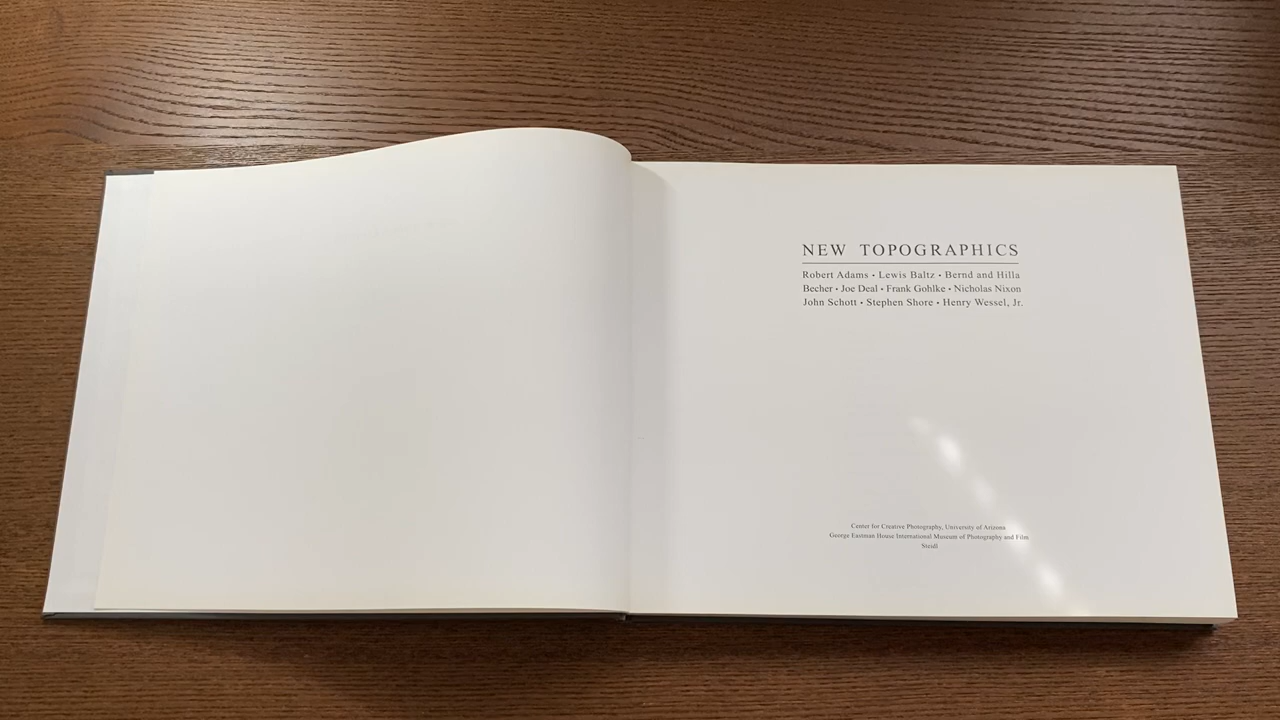 NEW TOPOGRAPHICS
Robert Adams • Lewis Baltz • Bernd and Hilla
Becher • Joe Deal • Frank Gohlke • Nicholas Nixon
John Schott • Stephen Shore • Henry Wessel, Jr.
Center for Creative Photography, University of Arizona
George Eastman House International Museum of Photography and Film
Steidl